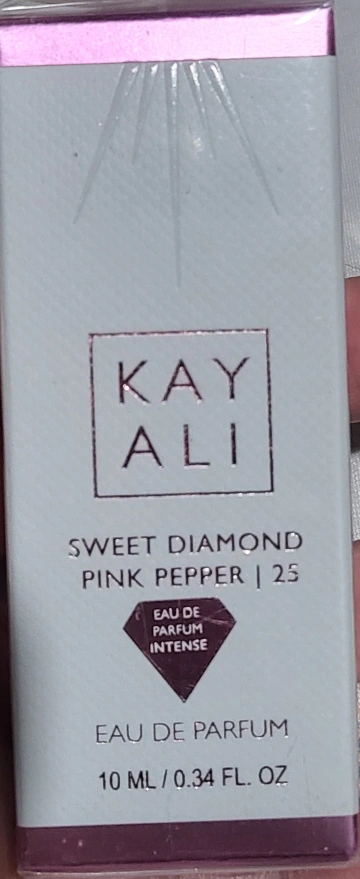 KAY
ALI
SWEET DIAMOND
PINK PEPPER | 25
EAU DE
PARFUM
INTENSE
EAU DE PARFUM
10 ML / 0.34 FL. OZ